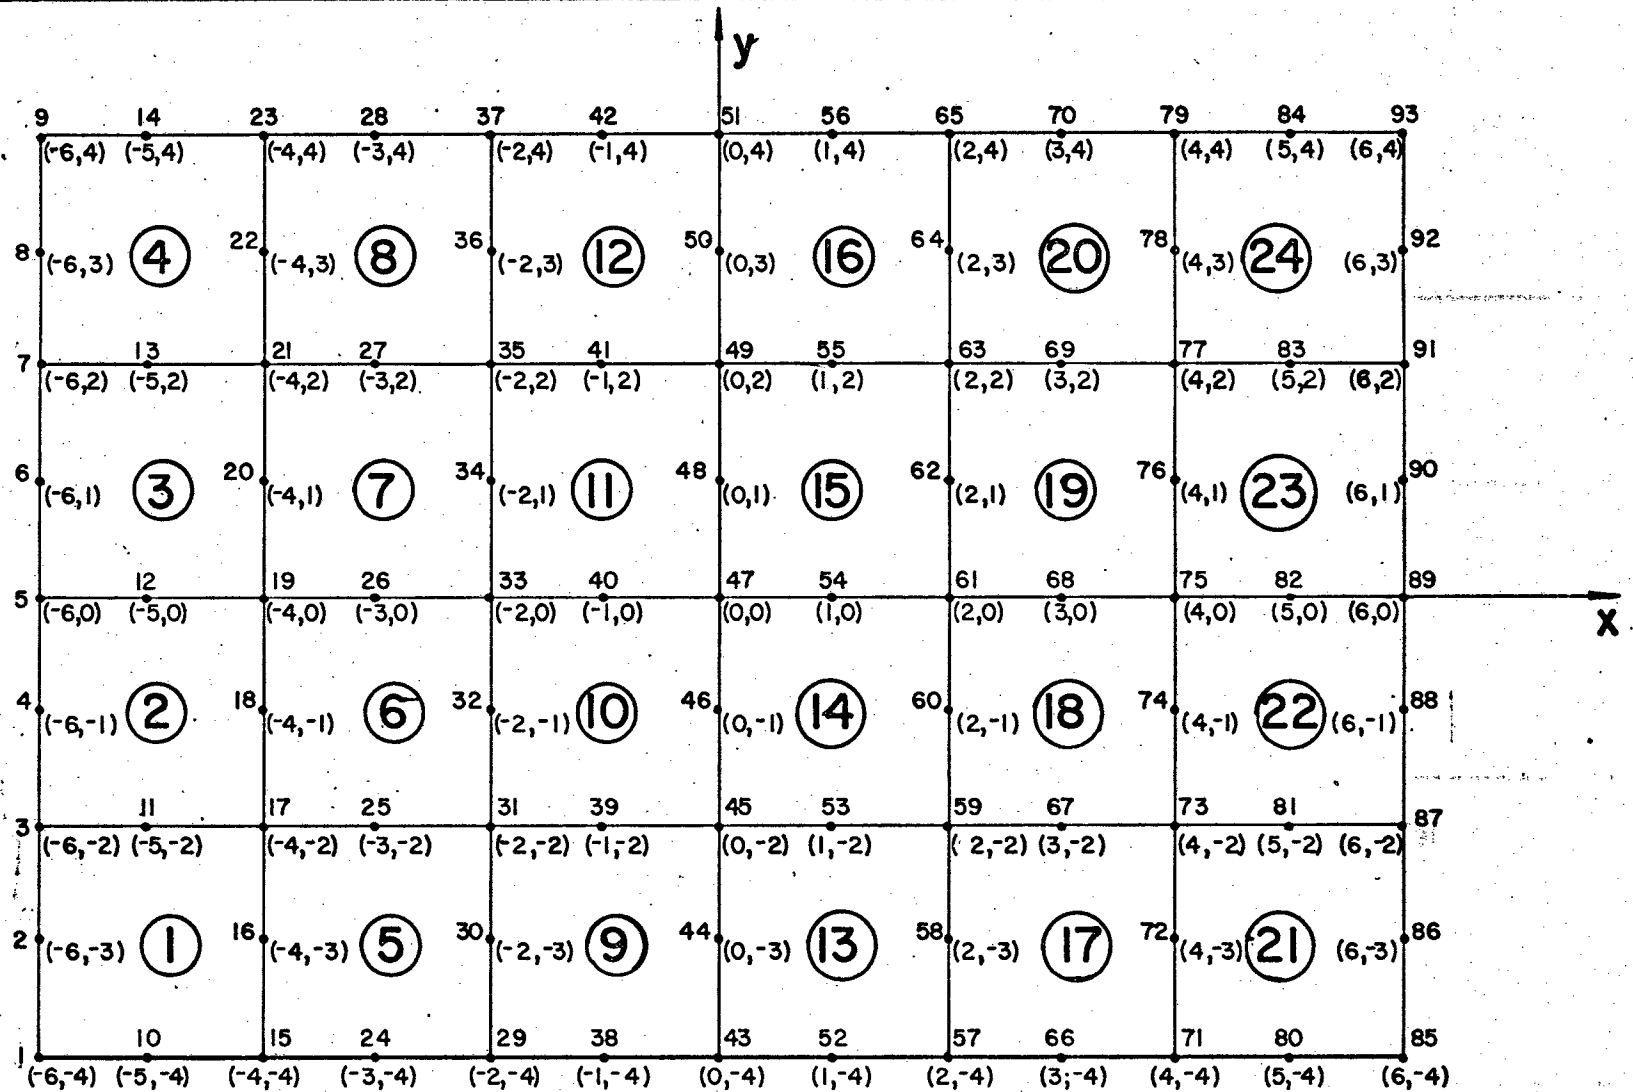 y
9 14 23 28 37 42 51 56 65 70 79 84 93
(-6,4) (-5,4) (-4,4) (-3,4) (-2,4) (-1,4) (0,4) (1,4) (2,4) (3,4) (4,4) (5,4) (6,4)
8 22 36 50 64 78 92
(-6,3) 4 (-4,3) 8 (-2,3) 12 (0,3) 16 (2,3) 20 (4,3) 24 (6,3)
7 13 21 27 35 41 49 55 63 69 77 83 91
(-6,2) (-5,2) (-4,2) (-3,2) (-2,2) (-1,2) (0,2) (1,2) (2,2) (3,2) (4,2) (5,2) (6,2)
6 20 34 48 62 76 90
(-6,1) 3 (-4,1) 7 (-2,1) 11 (0,1) 15 (2,1) 19 (4,1) 23 (6,1)
5 12 19 26 33 40 47 54 61 68 75 82 89
(-6,0) (-5,0) (-4,0) (-3,0) (-2,0) (-1,0) (0,0) (1,0) (2,0) (3,0) (4,0) (5,0) (6,0)
x
4 18 32 46 60 74 88
(-6,-1) 2 (-4,-1) 6 (-2,-1) 10 (0,-1) 14 (2,-1) 18 (4,-1) 22 (6,-1)
3 11 17 25 31 39 45 53 59 67 73 81 87
(-6,-2) (-5,-2) (-4,-2) (-3,-2) (-2,-2) (-1,-2) (0,-2) (1,-2) (2,-2) (3,-2) (4,-2) (5,-2) (6,-2)
2 16 30 44 58 72 86
(-6,-3) 1 (-4,-3) 5 (-2,-3) 9 (0,-3) 13 (2,-3) 17 (4,-3) 21 (6,-3)
1 10 15 24 29 38 43 52 57 66 71 80 85
(-6,-4) (-5,-4) (-4,-4) (-3,-4) (-2,-4) (-1,-4) (0,-4) (1,-4) (2,-4) (3,-4) (4,-4) (5,-4) (6,-4)